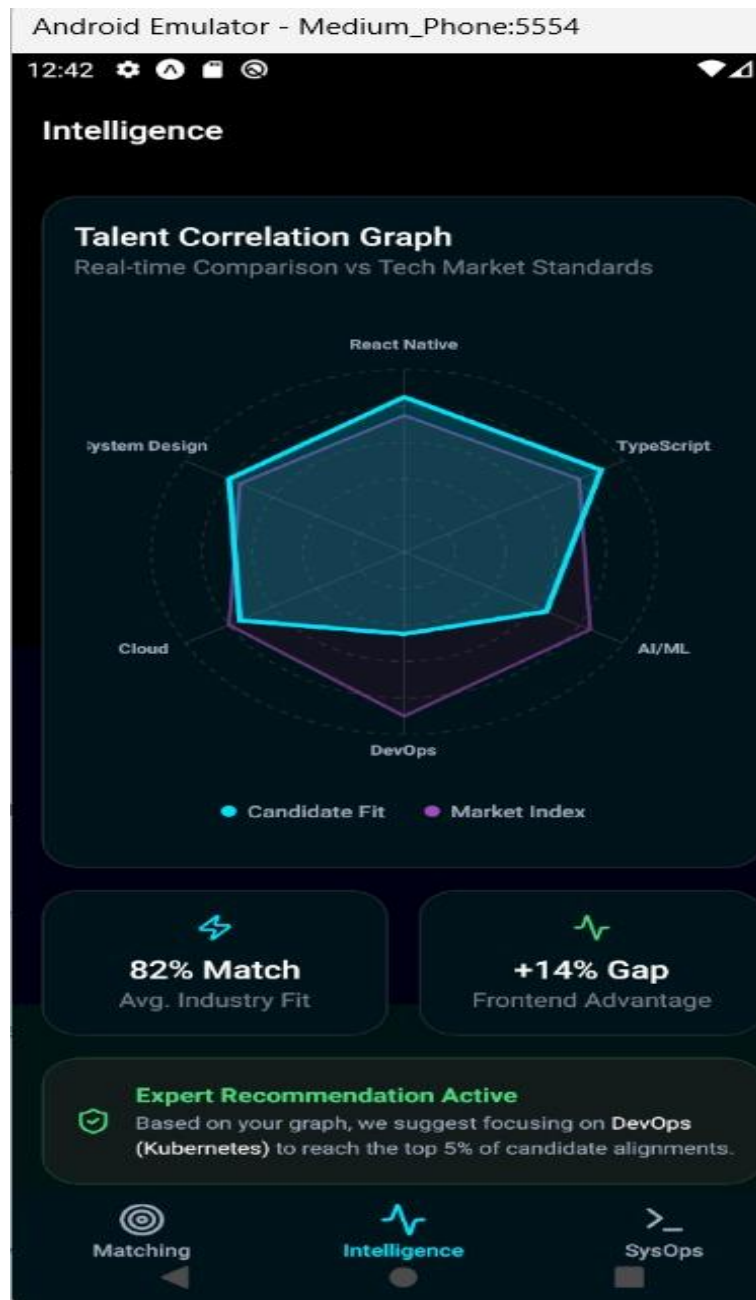 Android Emulator - Medium_Phone:5554
12:42
Intelligence
Talent Correlation Graph
Real-time Comparison vs Tech Market Standards
React Native
ystem Design
TypeScript
Cloud
AI/ML
DevOps
Candidate Fit
Market Index
82% Match
Avg. Industry Fit
+14% Gap
Frontend Advantage
Expert Recommendation Active
Based on your graph, we suggest focusing on DevOps
(Kubernetes) to reach the top 5% of candidate alignments.
Matching
Intelligence
SysOps